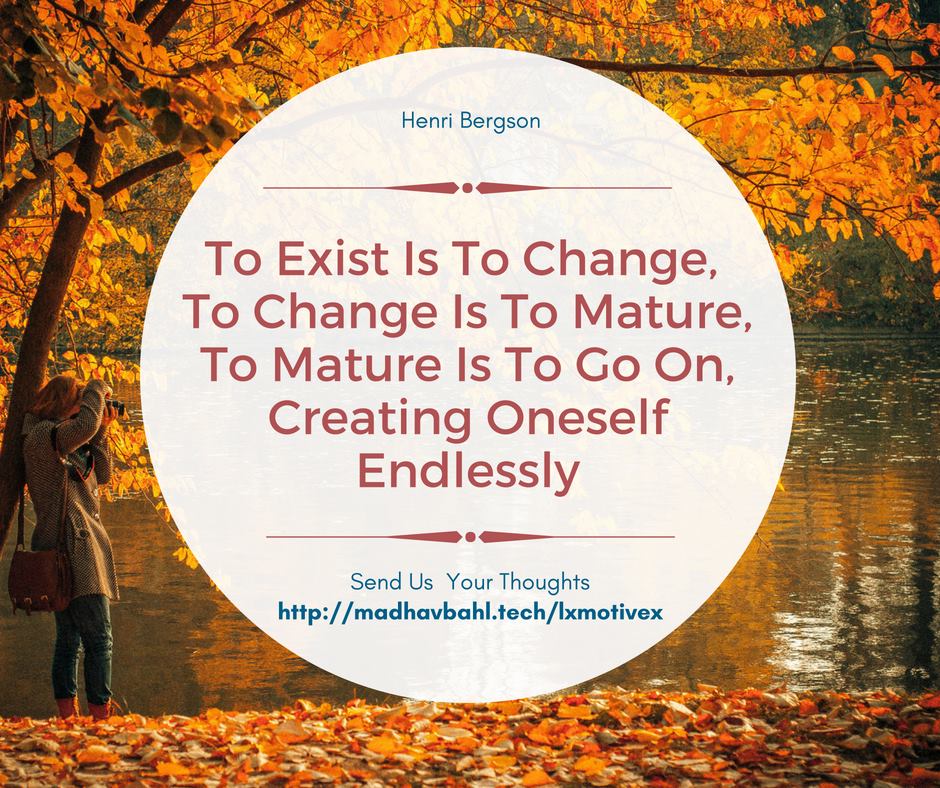 Henri Bergson
To Exist Is To Change,
To Change Is To Mature,
To Mature Is To Go On,
Creating Oneself
Endlessly
Send Us Your Thoughts
http://madhavbahl.tech/lxmotivex